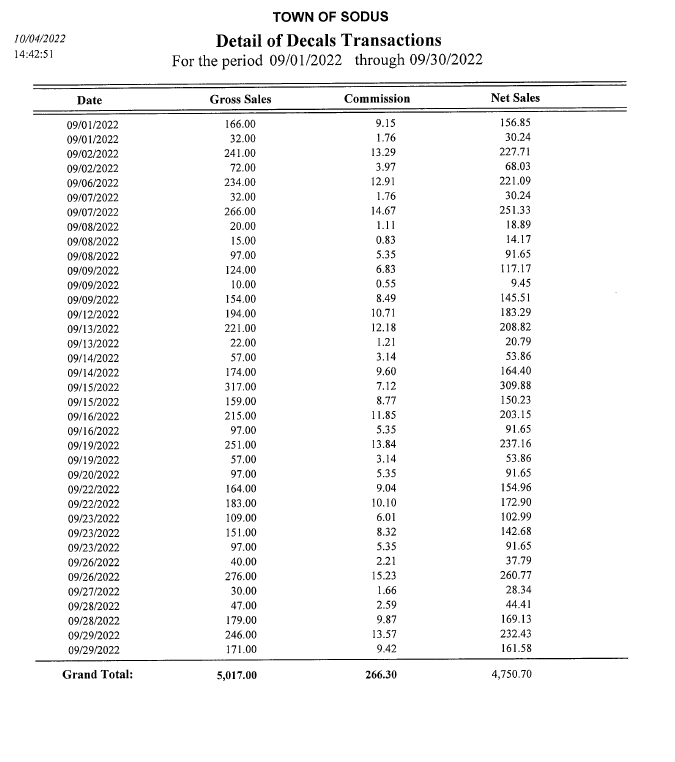 TOWN OF SODUS
10/04/2022
Detail of Decals Transactions
14:42:51
For the period 09/01/2022 through 09/30/2022
Date Gross Sales Commission Net Sales
09/01/2022 166.00 9.15 156.85
09/01/2022 32.00 1.76 30.24
09/02/2022 241.00 13.29 227.71
09/02/2022 72.00 3.97 68.03
09/06/2022 234.00 12.91 221.09
09/07/2022 32.00 1.76 30.24
09/07/2022 266.00 14.67 251.33
09/08/2022 20.00 1.11 18.89
09/08/2022 15.00 0.83 14.17
09/08/2022 97.00 5.35 91.65
09/09/2022 124.00 6.83 117.17
09/09/2022 10.00 0.55 9.45
09/09/2022 154.00 8.49 145.51
09/12/2022 194.00 10.71 183.29
09/13/2022 221.00 12.18 208.82
09/13/2022 22.00 1.21 20.79
09/14/2022 57.00 3.14 53.86
09/14/2022 174.00 9.60 164.40
09/15/2022 317.00 7.12 309.88
09/15/2022 159.00 8.77 150.23
09/16/2022 215.00 11.85 203.15
09/16/2022 97.00 5.35 91.65
09/19/2022 251.00 13.84 237.16
09/19/2022 57.00 3.14 53.86
09/20/2022 97.00 5.35 91.65
09/22/2022 164.00 9.04 154.96
09/22/2022 183.00 10.10 172.90
09/23/2022 109.00 6.01 102.99
09/23/2022 151.00 8.32 142.68
09/23/2022 97.00 5.35 91.65
09/26/2022 40.00 2.21 37.79
09/26/2022 276.00 15.23 260.77
09/27/2022 30.00 1.66 28.34
09/28/2022 47.00 2.59 44.41
09/28/2022 179.00 9.87 169.13
09/29/2022 246.00 13.57 232.43
09/29/2022 171.00 9.42 161.58
Grand Total: 5,017.00 266.30 4,750.70